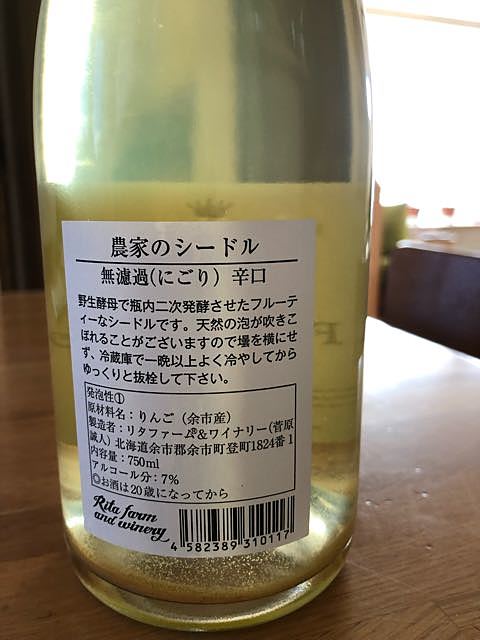 農家のシードル
無濾過(にごり) 辛口
野生酵母で瓶内二次発酵させたフルーテ
ィーなシードルです。天然の泡が吹きこ
ぼれることがございますので壜を横にせ
ず、冷蔵庫で一晩以上よく冷やしてから
ゆっくりと抜栓して下さい。
発泡性①
原材料名：りんご（余市産）
製造者：リタファーム&ワイナリー(菅原
誠人) 北海道余市郡余市町登町1824番1
内容量：750ml
アルコール分：7%
◎お酒は20歳になってから
Rita farm
and winery
4 582389 310117